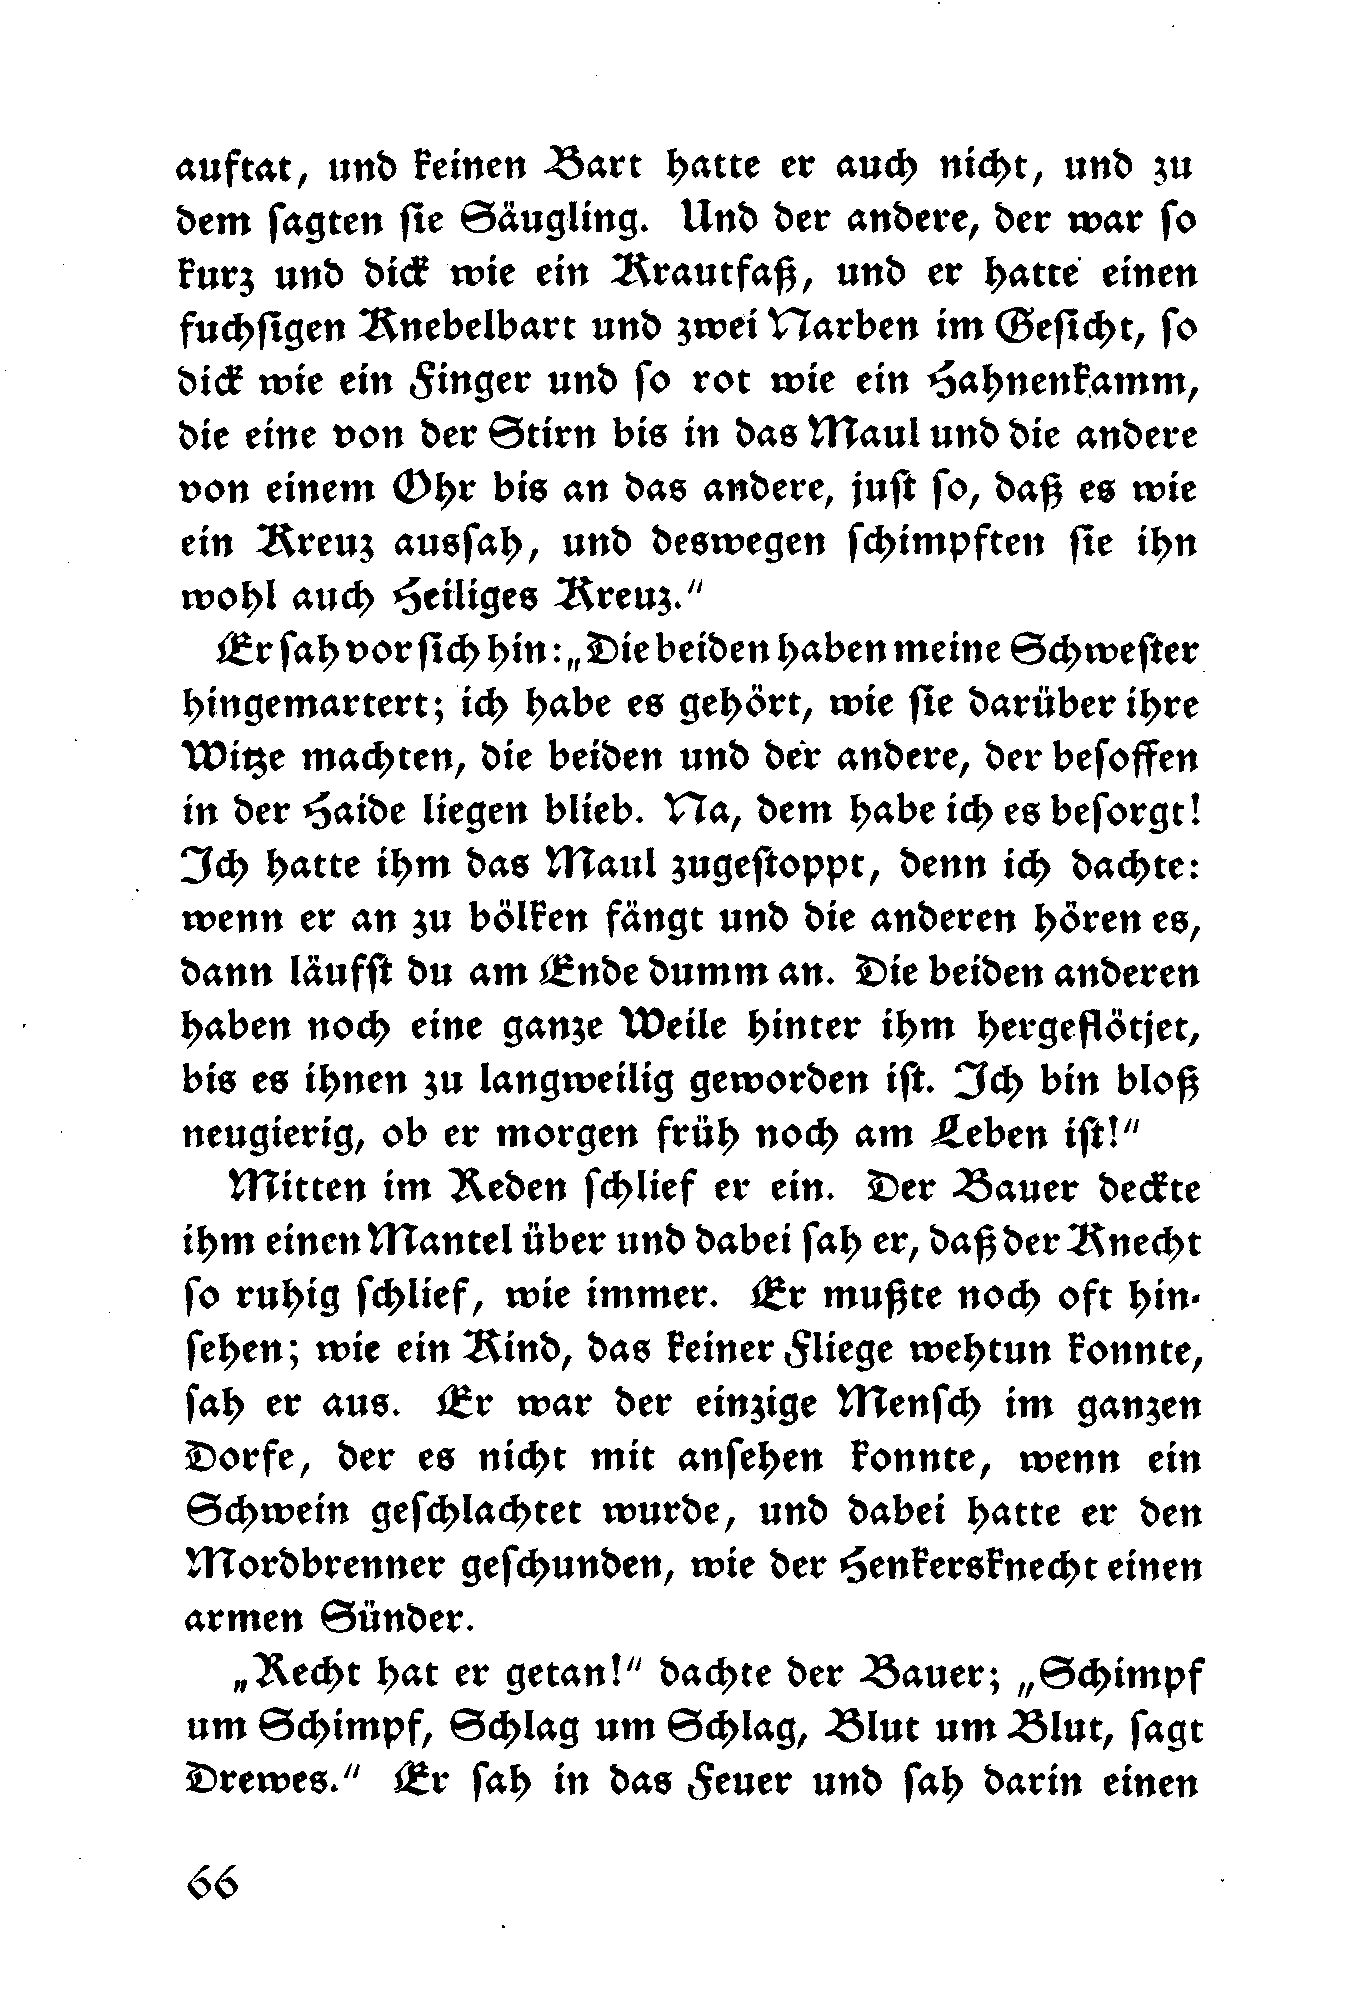 auftat, und keinen Bart hatte er auch nicht, und zu
dem sagten sie Säugling. Und der andere, der war so
kurz und dick wie ein Krautfaß, und er hatte einen
fuchsigen Knebelbart und zwei Narben im Gesicht, so
dick wie ein Finger und so rot wie ein Hahnenkamm,
die eine von der Stirn bis in das Maul und die andere
von einem Ohr bis an das andere, just so, daß es wie
ein Kreuz aussah, und deswegen schimpften sie ihn
wohl auch Heiliges Kreuz.“
Er sah vor sich hin: „Die beiden haben meine Schwester
hingemartert; ich habe es gehört, wie sie darüber ihre
Witze machten, die beiden und der andere, der besoffen
in der Haide liegen blieb. Na, dem habe ich es besorgt!
Ich hatte ihm das Maul zugestoppt, denn ich dachte:
wenn er an zu bölken fängt und die anderen hören es,
dann läufst du am Ende dumm an. Die beiden anderen
haben noch eine ganze Weile hinter ihm hergeflötjet,
bis es ihnen zu langweilig geworden ist. Ich bin bloß
neugierig, ob er morgen früh noch am Leben ist!“
Mitten im Reden schlief er ein. Der Bauer deckte
ihm einen Mantel über und dabei sah er, daß der Knecht
so ruhig schlief, wie immer. Er mußte noch oft hin-
sehen; wie ein Kind, das keiner Fliege wehtun konnte,
sah er aus. Er war der einzige Mensch im ganzen
Dorfe, der es nicht mit ansehen konnte, wenn ein
Schwein geschlachtet wurde, und dabei hatte er den
Mordbrenner geschunden, wie der Henkersknecht einen
armen Sünder.
„Recht hat er getan!“ dachte der Bauer; „Schimpf
um Schimpf, Schlag um Schlag, Blut um Blut, sagt
Drewes.“ Er sah in das Feuer und sah darin einen
66